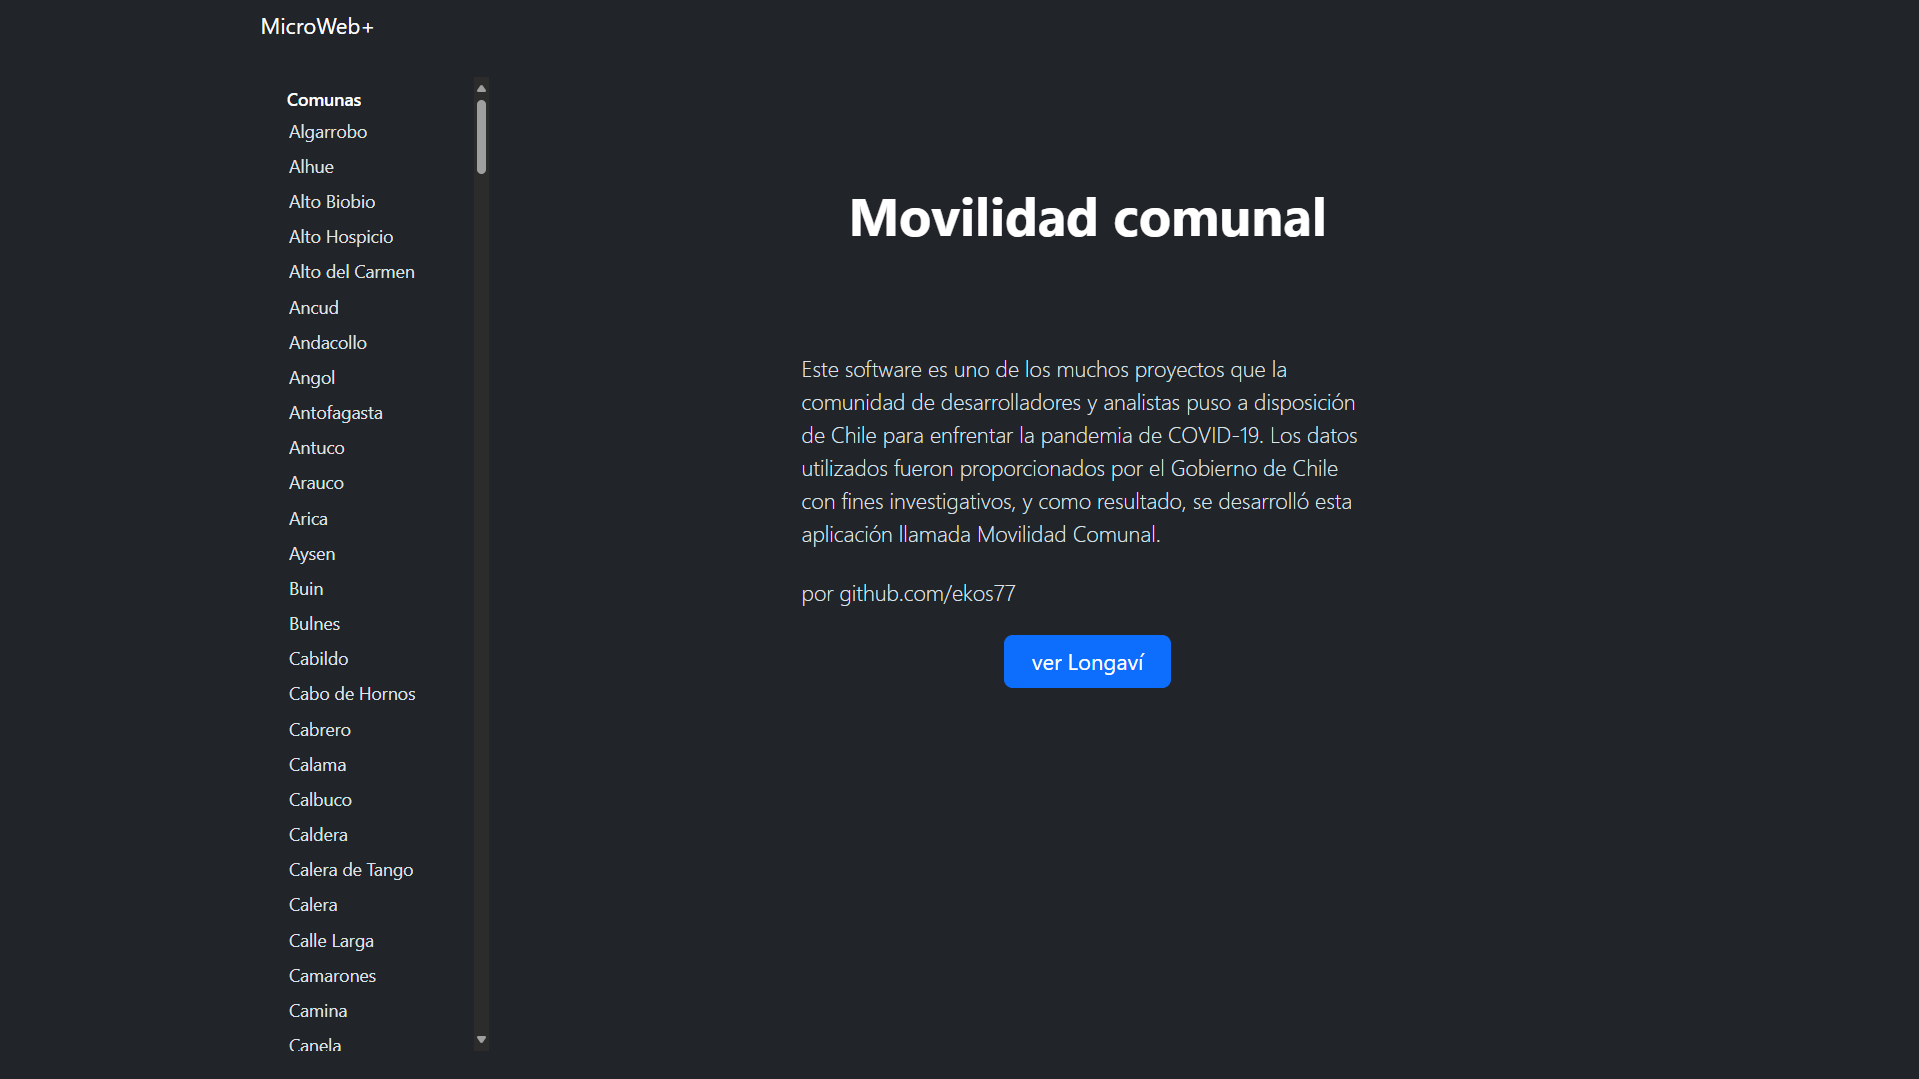 MicroWeb+
Comunas
Algarrobo
Alhue
Alto Biobio
Alto Hospicio
Alto del Carmen
Ancud
Andacollo
Angol
Antofagasta
Antuco
Arauco
Arica
Aysen
Buin
Bulnes
Cabildo
Cabo de Hornos
Cabrero
Calama
Calbuco
Caldera
Calera de Tango
Calera
Calle Larga
Camarones
Camina
Canela
Movilidad comunal
Este software es uno de los muchos proyectos que la
comunidad de desarrolladores y analistas puso a disposición
de Chile para enfrentar la pandemia de COVID-19. Los datos
utilizados fueron proporcionados por el Gobierno de Chile
con fines investigativos, y como resultado, se desarrolló esta
aplicación llamada Movilidad Comunal.
por github.com/ekos77
ver Longaví